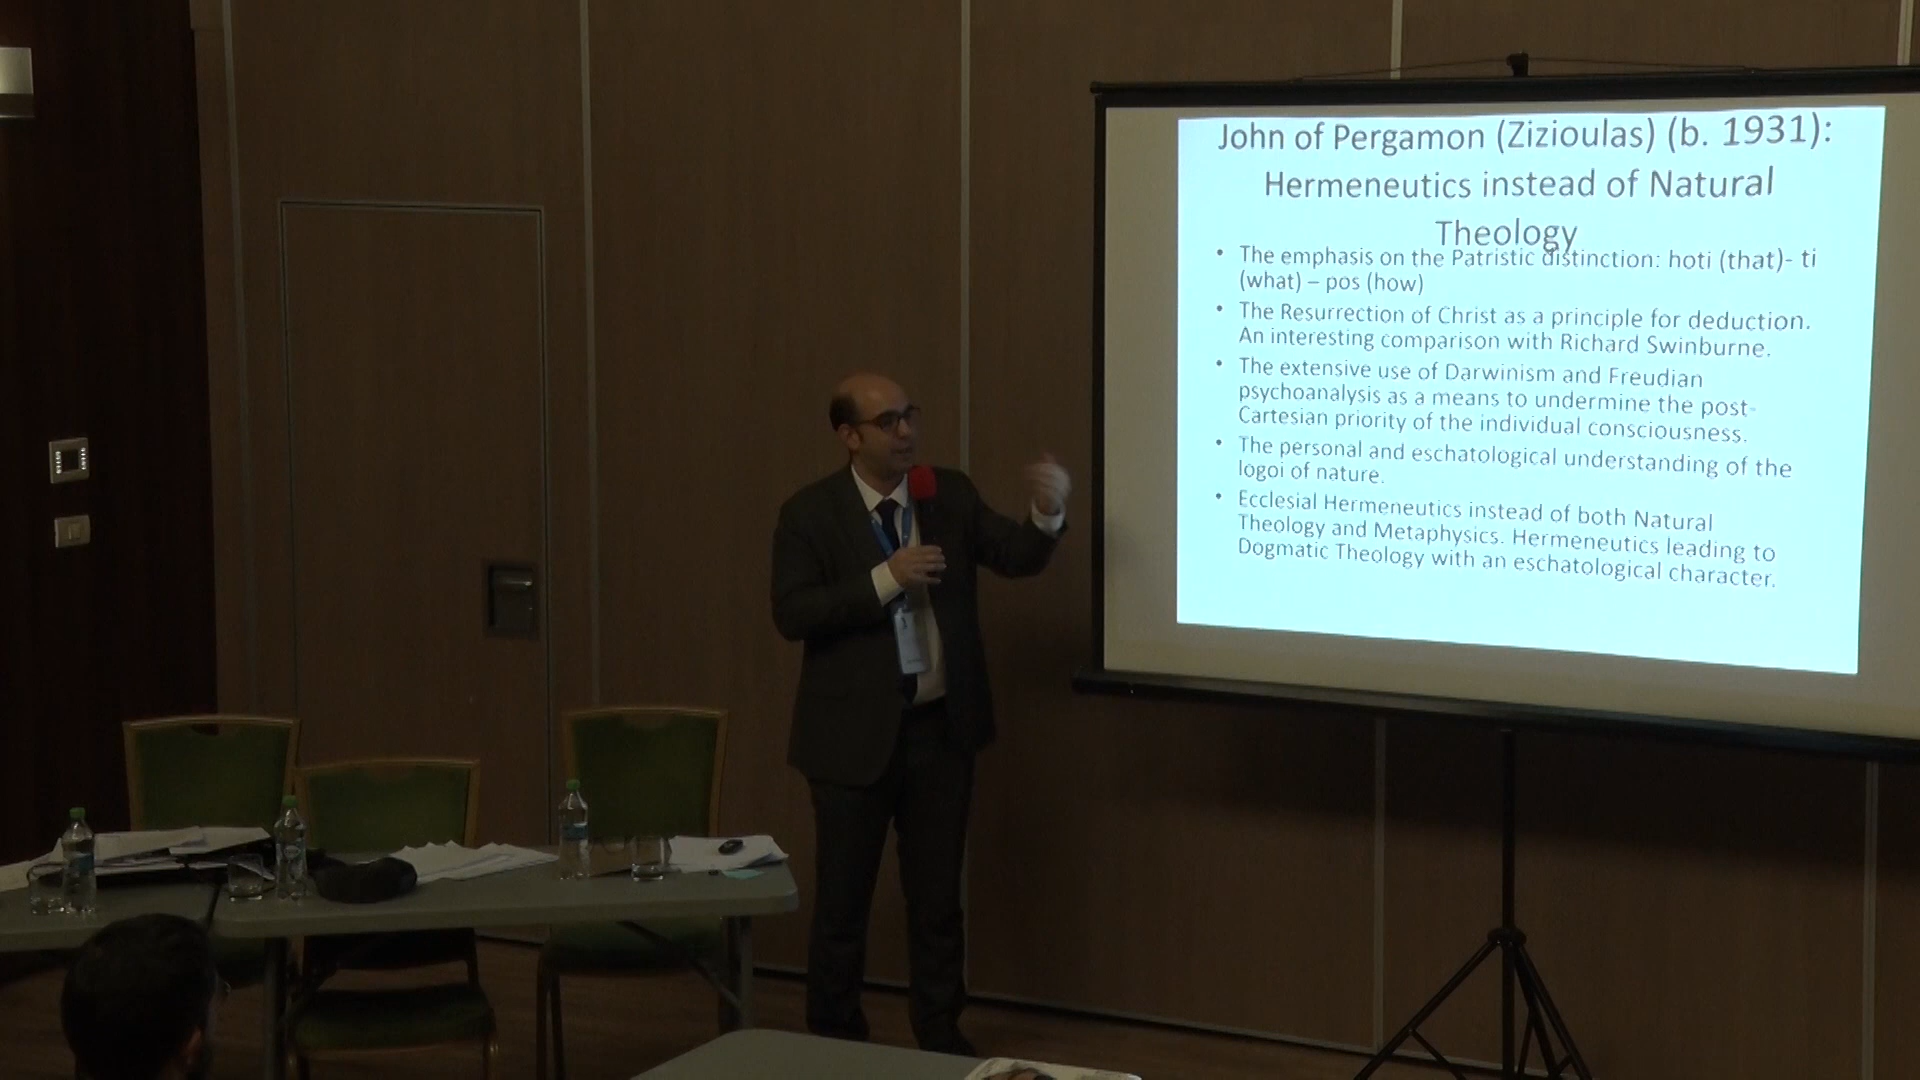 John of Pergamon (Zizioulas) (b. 1931):
Hermeneutics instead of Natural
Theology
• The emphasis on the Patristic distinction: hoti (that)- ti
(what) – pos (how)
• The Resurrection of Christ as a principle for deduction.
An interesting comparison with Richard Swinburne.
• The extensive use of Darwinism and Freudian
psychoanalysis as a means to undermine the post-
Cartesian priority of the individual consciousness.
• The personal and eschatological understanding of the
logoi of nature.
• Ecclesial Hermeneutics instead of both Natural
Theology and Metaphysics. Hermeneutics leading to
Dogmatic Theology with an eschatological character.